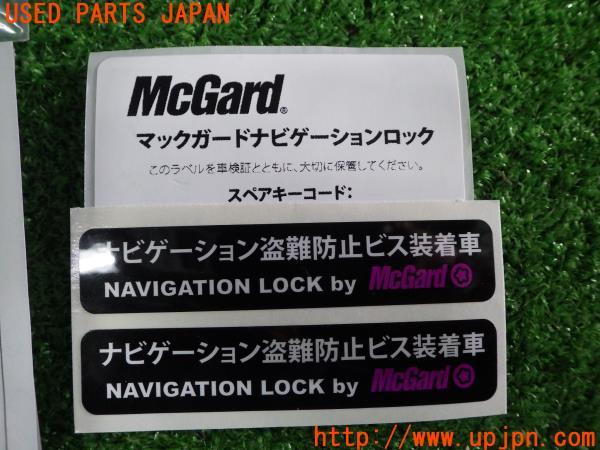 USED PARTS JAPAN
McGard®
マックガードナビゲーションロック
このラベルを車検証とともに、大切に保管してください。
スペアキーコード:
ナビゲーション盗難防止ビス装着車
NAVIGATION LOCK by McGard
ナビゲーション盗難防止ビス装着車
NAVIGATION LOCK by McGard
http://www.upjpn.com/